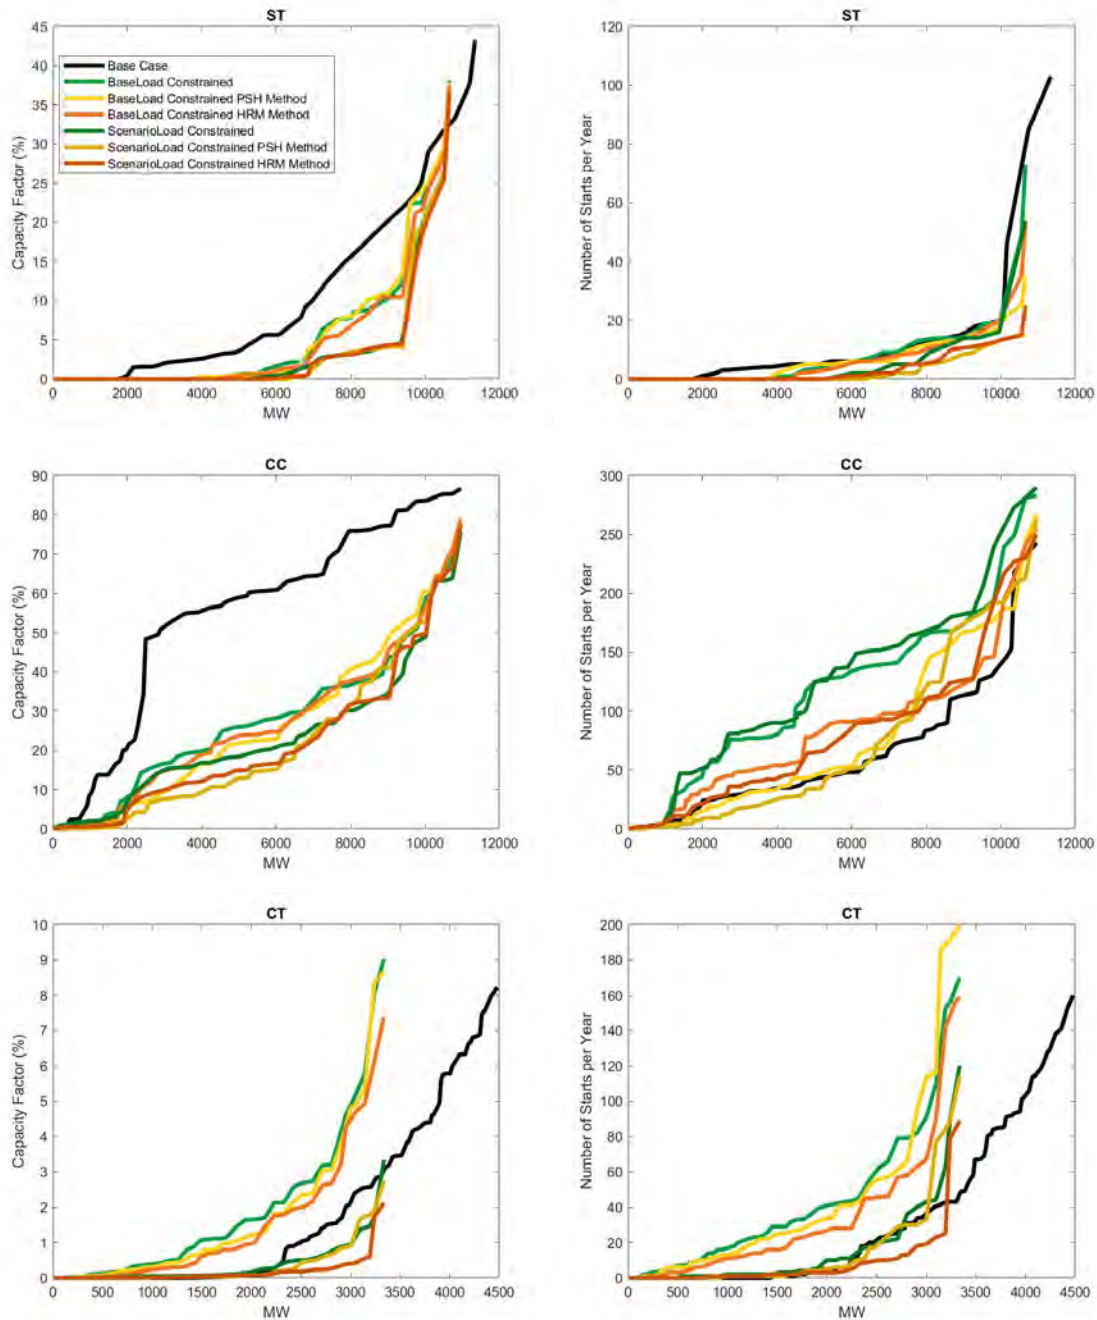 ST
45
40
35
30
25
20
15
10
5
0
Capacity Factor (%)
Base Case
BaseLoad Constrained
BaseLoad Constrained PSH Method
BaseLoad Constrained HRM Method
ScenarioLoad Constrained
ScenarioLoad Constrained PSH Method
ScenarioLoad Constrained HRM Method
0 2000 4000 6000 8000 10000 12000
MW
ST
120
100
80
60
40
20
0
Number of Starts per Year
0 2000 4000 6000 8000 10000 12000
MW
CC
90
80
70
60
50
40
30
20
10
0
Capacity Factor (%)
0 2000 4000 6000 8000 10000 12000
MW
CC
300
250
200
150
100
50
0
Number of Starts per Year
0 2000 4000 6000 8000 10000 12000
MW
CT
10
9
8
7
6
5
4
3
2
1
0
Capacity Factor (%)
0 500 1000 1500 2000 2500 3000 3500 4000 4500
MW
CT
200
180
160
140
120
100
80
60
40
20
0
Number of Starts per Year
0 500 1000 1500 2000 2500 3000 3500 4000 4500
MW